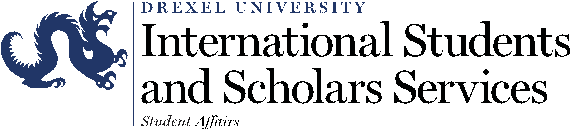 DREXEL UNIVERSITY
International Students
and Scholars Services
Student Affairs